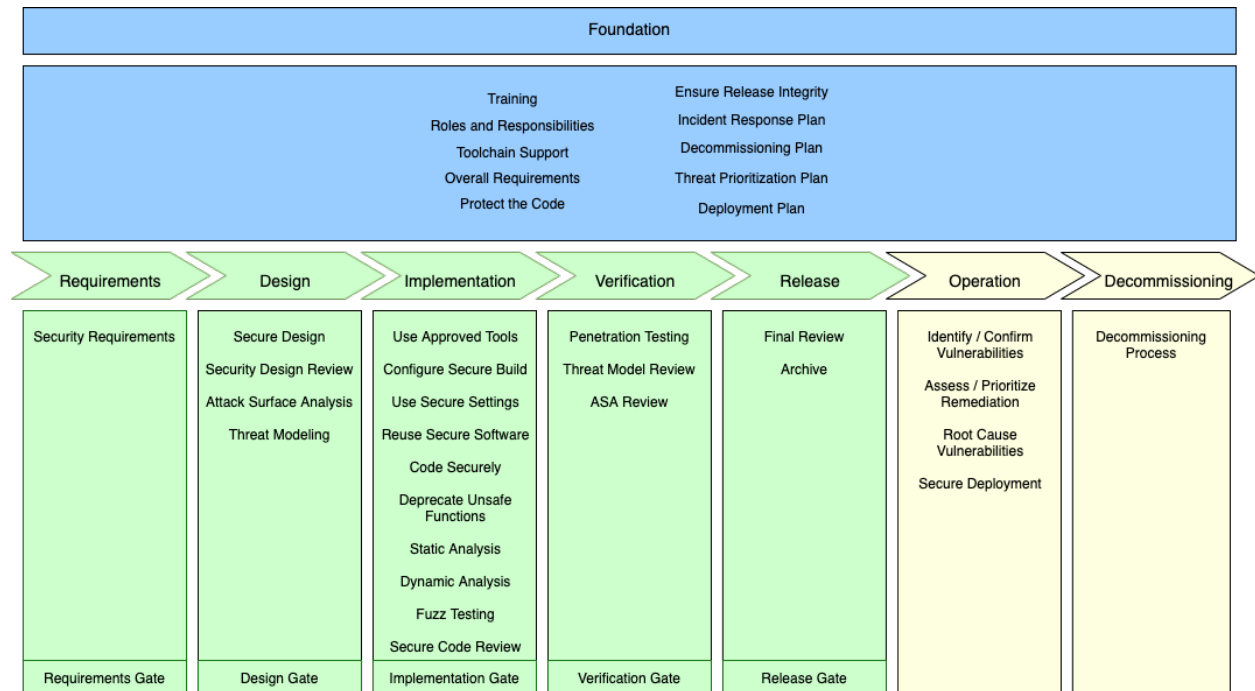 Foundation
Training
Roles and Responsibilities
Toolchain Support
Overall Requirements
Protect the Code
Ensure Release Integrity
Incident Response Plan
Decommissioning Plan
Threat Prioritization Plan
Deployment Plan
Requirements
Design
Implementation
Verification
Release
Operation
Decommissioning
Security Requirements
Requirements Gate
Secure Design
Security Design Review
Attack Surface Analysis
Threat Modeling
Design Gate
Use Approved Tools
Configure Secure Build
Use Secure Settings
Reuse Secure Software
Code Securely
Deprecate Unsafe
Functions
Static Analysis
Dynamic Analysis
Fuzz Testing
Secure Code Review
Implementation Gate
Penetration Testing
Threat Model Review
ASA Review
Verification Gate
Final Review
Archive
Release Gate
Identify / Confirm
Vulnerabilities
Assess / Prioritize
Remediation
Root Cause
Vulnerabilities
Secure Deployment
Decommissioning
Process